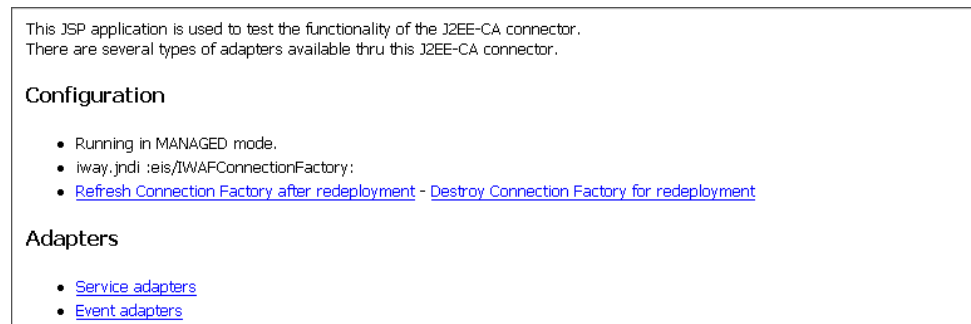 This JSP application is used to test the functionality of the J2EE-CA connector.
There are several types of adapters available thru this J2EE-CA connector.
Configuration
• Running in MANAGED mode.
• iway.jndi :eis/IWAFConnectionFactory:
• Refresh Connection Factory after redeployment - Destroy Connection Factory for redeployment
Adapters
• Service adapters
• Event adapters